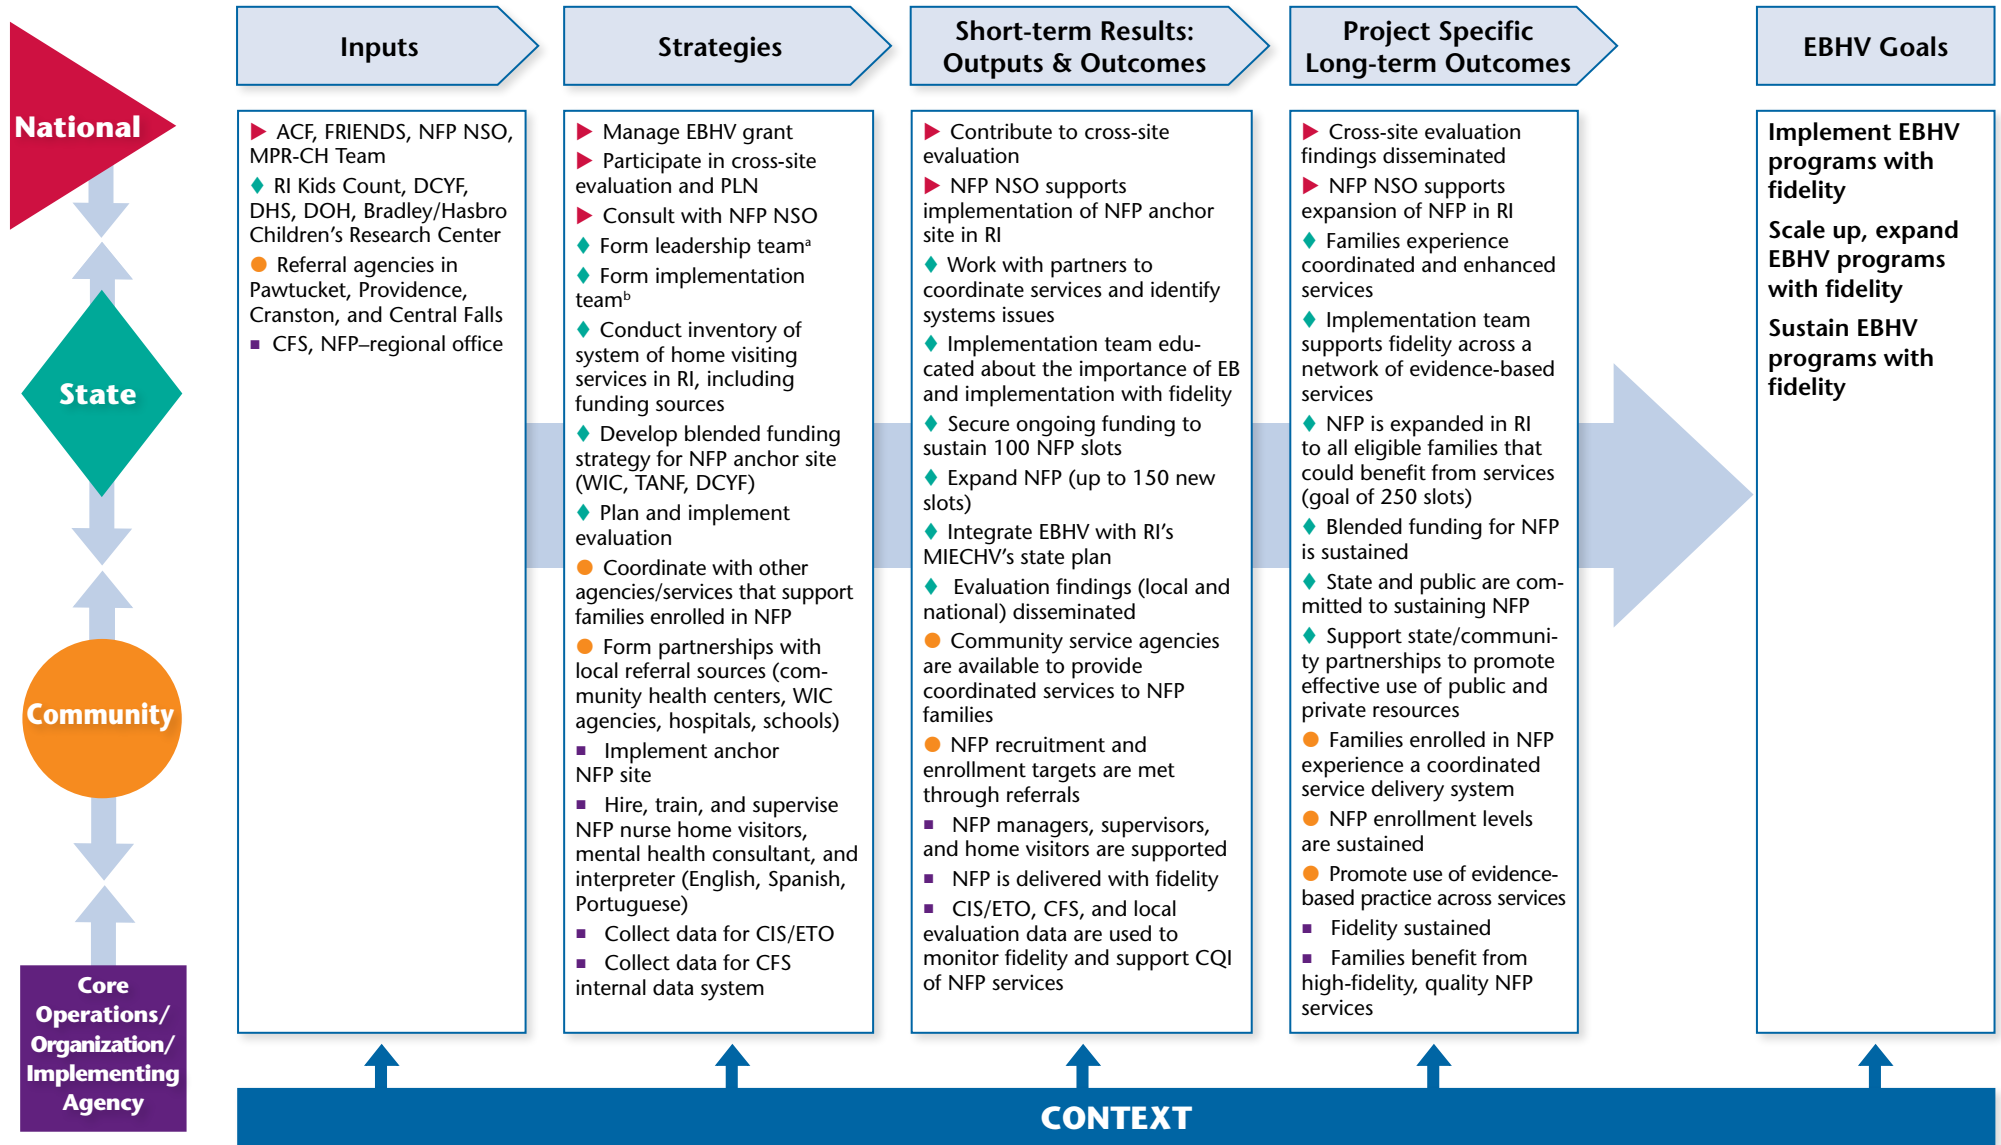 National
State
Community
Core
Operations/
Organization/
Implementing
Agency
Inputs
▶ ACF, FRIENDS, NFP NSO,
MPR-CH Team
♦ RI Kids Count, DCYF,
DHS, DOH, Bradley/Hasbro
Children's Research Center
● Referral agencies in
Pawtucket, Providence,
Cranston, and Central Falls
■ CFS, NFP–regional office
Strategies
▶ Manage EBHV grant
▶ Participate in cross-site
evaluation and PLN
▶ Consult with NFP NSO
♦ Form leadership teamᵃ
♦ Form implementation
teamᵇ
♦ Conduct inventory of
system of home visiting
services in RI, including
funding sources
♦ Develop blended funding
strategy for NFP anchor site
(WIC, TANF, DCYF)
♦ Plan and implement
evaluation
● Coordinate with other
agencies/services that support
families enrolled in NFP
● Form partnerships with
local referral sources (com-
munity health centers, WIC
agencies, hospitals, schools)
■ Implement anchor
NFP site
■ Hire, train, and supervise
NFP nurse home visitors,
mental health consultant, and
interpreter (English, Spanish,
Portuguese)
■ Collect data for CIS/ETO
■ Collect data for CFS
internal data system
Short-term Results:
Outputs & Outcomes
▶ Contribute to cross-site
evaluation
▶ NFP NSO supports
implementation of NFP anchor
site in RI
♦ Work with partners to
coordinate services and identify
systems issues
♦ Implementation team edu-
cated about the importance of EB
and implementation with fidelity
♦ Secure ongoing funding to
sustain 100 NFP slots
♦ Expand NFP (up to 150 new
slots)
♦ Integrate EBHV with RI's
MIECHV's state plan
♦ Evaluation findings (local and
national) disseminated
● Community service agencies
are available to provide
coordinated services to NFP
families
● NFP recruitment and
enrollment targets are met
through referrals
■ NFP managers, supervisors,
and home visitors are supported
■ NFP is delivered with fidelity
■ CIS/ETO, CFS, and local
evaluation data are used to
monitor fidelity and support CQI
of NFP services
Project Specific
Long-term Outcomes
▶ Cross-site evaluation
findings disseminated
▶ NFP NSO supports
expansion of NFP in RI
♦ Families experience
coordinated and enhanced
services
♦ Implementation team
supports fidelity across a
network of evidence-based
services
♦ NFP is expanded in RI
to all eligible families that
could benefit from services
(goal of 250 slots)
♦ Blended funding for NFP
is sustained
♦ State and public are com-
mitted to sustaining NFP
♦ Support state/communi-
ty partnerships to promote
effective use of public and
private resources
● Families enrolled in NFP
experience a coordinated
service delivery system
● NFP enrollment levels
are sustained
● Promote use of evidence-
based practice across services
■ Fidelity sustained
■ Families benefit from
high-fidelity, quality NFP
services
EBHV Goals
Implement EBHV
programs with
fidelity
Scale up, expand
EBHV programs
with fidelity
Sustain EBHV
programs with
fidelity
CONTEXT